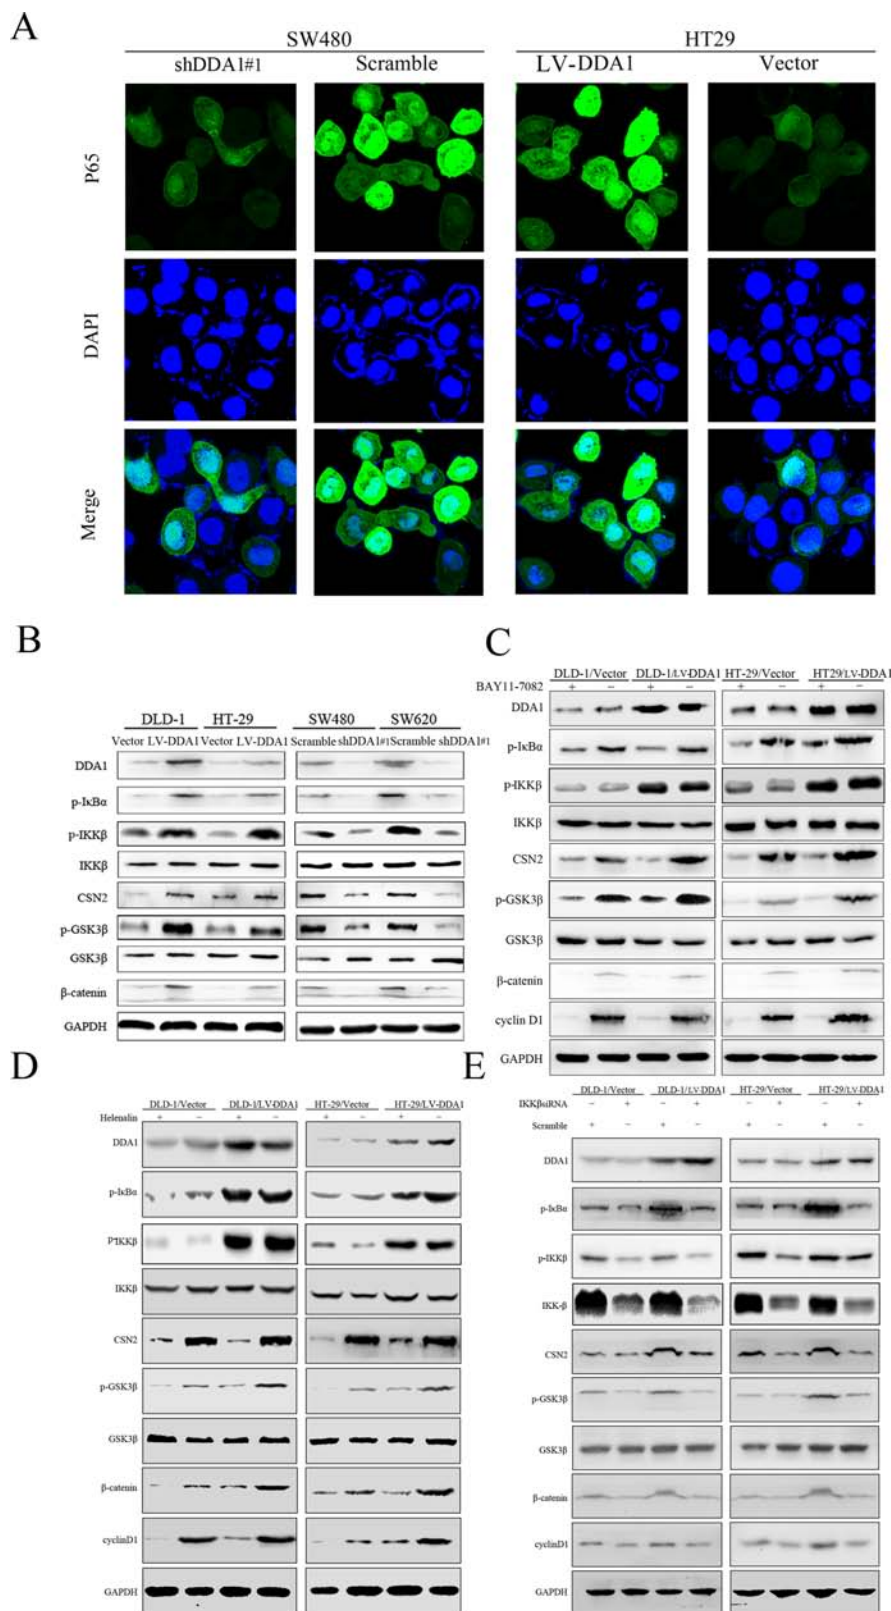 A
SW480 HT29
shDDA1#1 Scramble LV-DDA1 Vector
P65
DAPI
Merge
B
DLD-1 HT-29 SW480 SW620
Vector LV-DDA1 Vector LV-DDA1 Scramble shDDA1#1 Scramble shDDA1#1
DDA1
p-IκBα
p-IKKβ
IKKβ
CSN2
p-GSK3β
GSK3β
β-catenin
GAPDH
C
DLD-1/Vector DLD-1/LV-DDA1 HT-29/Vector HT29/LV-DDA1
BAY11-7082 + − + − + − + −
DDA1
p-IκBα
p-IKKβ
IKKβ
CSN2
p-GSK3β
GSK3β
β-catenin
cyclin D1
GAPDH
D
DLD-1/Vector DLD-1/LV-DDA1 HT-29/Vector HT-29/LV-DDA1
Helenalin + − + − + − + −
DDA1
p-IκBα
P-IKKβ
IKKβ
CSN2
p-GSK3β
GSK3β
β-catenin
cyclinD1
GAPDH
E
DLD-1/Vector DLD-1/LV-DDA1 HT-29/Vector HT-29/LV-DDA1
IKKβsiRNA − + − + − + − +
Scramble + − + − + − + −
DDA1
p-IκBα
p-IKKβ
IKK-β
CSN2
p-GSK3β
GSK3β
β-catenin
cyclinD1
GAPDH